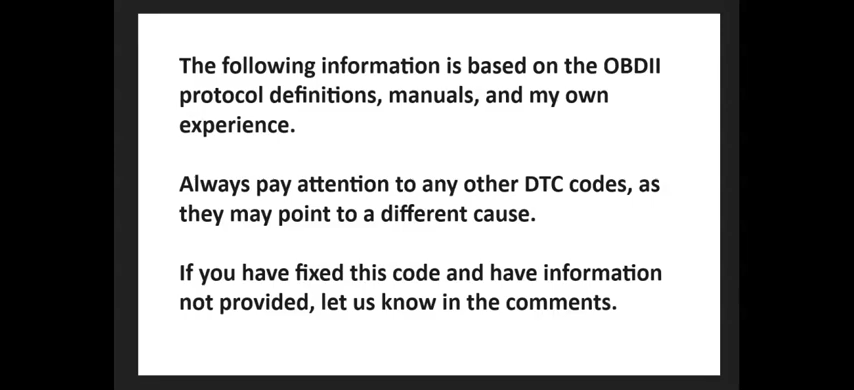 The following information is based on the OBDII
protocol definitions, manuals, and my own
experience.
Always pay attention to any other DTC codes, as
they may point to a different cause.
If you have fixed this code and have information
not provided, let us know in the comments.